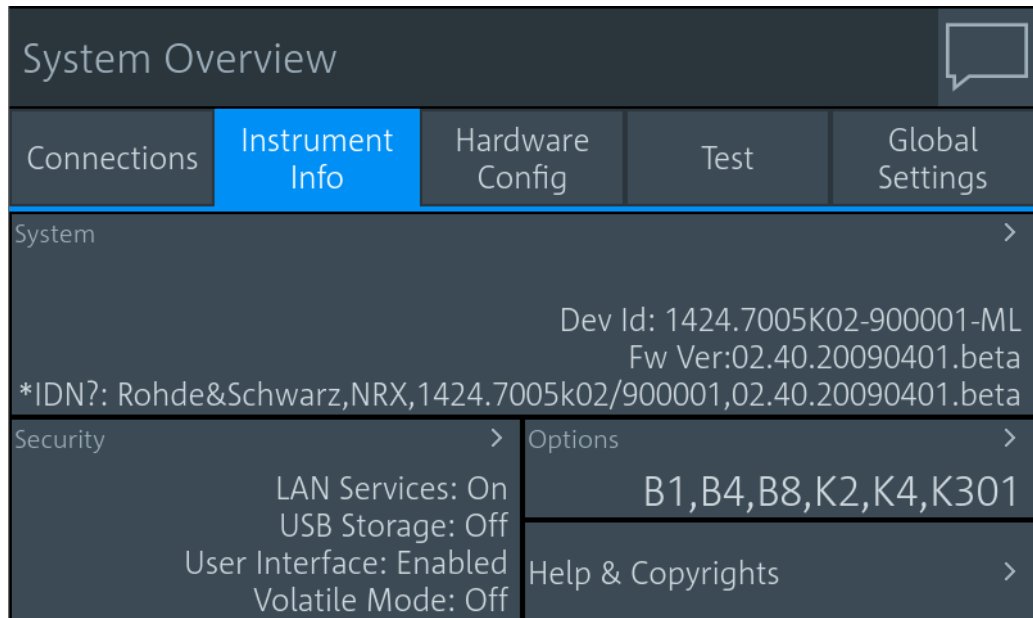 System Overview
Connections
Instrument
Info
Hardware
Config
Test
Global
Settings
System
Dev Id: 1424.7005K02-900001-ML
Fw Ver:02.40.20090401.beta
*IDN?: Rohde&Schwarz,NRX,1424.7005k02/900001,02.40.20090401.beta
Security
LAN Services: On
USB Storage: Off
User Interface: Enabled
Volatile Mode: Off
Options
B1,B4,B8,K2,K4,K301
Help & Copyrights